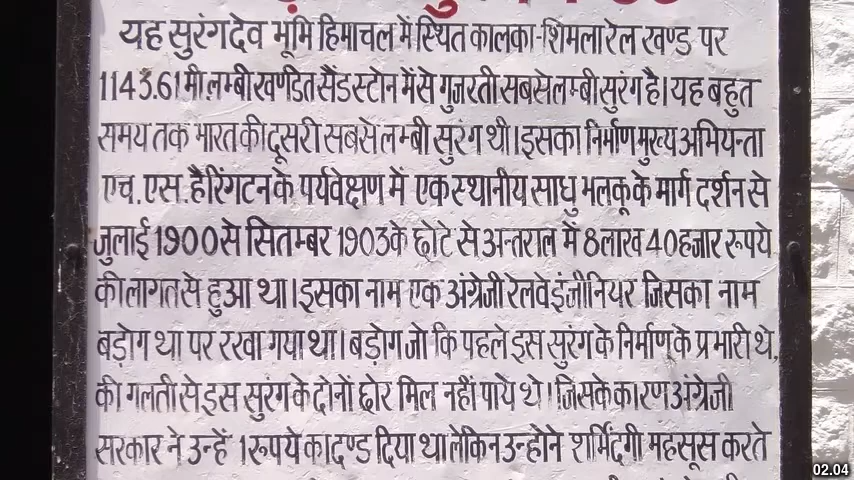 यह सुरंगदेव भूमि हिमाचल में स्थित कालका-शिमला रेल खण्ड पर
1143.61 मी. लम्बी खण्डित सैंडस्टोन में से गुजरती सबसे लम्बी सुरंग है। यह बहुत
समय तक भारत की दूसरी सबसे लम्बी सुरंग थी। इसका निर्माण मुख्य अभियन्ता
एच. एस. हैरिंगटन के पर्यवेक्षण में एक स्थानीय साधु भलकू के मार्ग दर्शन से
जुलाई 1900 से सितम्बर 1903 के छोटे से अन्तराल में 8 लाख 40 हजार रूपये
की लागत से हुआ था। इसका नाम एक अंग्रेजी रेलवे इंजीनियर जिसका नाम
बड़ोग था पर रखा गया था। बड़ोग जो कि पहले इस सुरंग के निर्माण के प्रभारी थे,
की गलती से इस सुरंग के दोनों छोर मिल नहीं पाये थे। जिसके कारण अंग्रेजी
सरकार ने उन्हें 1 रूपये का दण्ड दिया था लेकिन उन्होने शर्मिंदगी महसूस करते
02.04